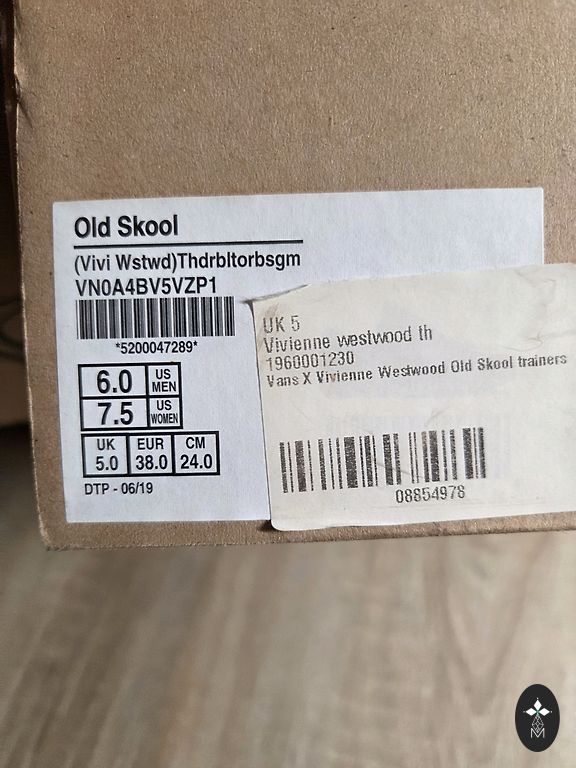 Old Skool
(Vivi Wstwd)Thdrbltorbsgm
VN0A4BV5VZP1
*5200047289*
6.0 US MEN
7.5 US WOMEN
UK EUR CM
5.0 38.0 24.0
DTP - 06/19
UK 5
Vivienne westwood th
1960001230
Vans X Vivienne Westwood Old Skool trainers
08854978
M